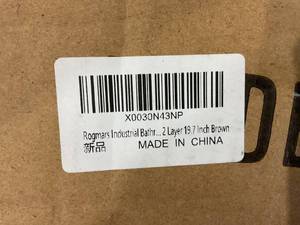 X0030N43NP
Rogmars Industrial Bathr... 2 Layer 19.7 Inch Brown
新品 MADE IN CHINA